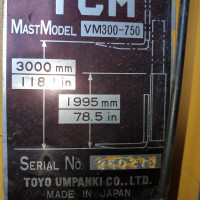 TCM
MASTMODEL VM300-750
3000 mm
118.1 in
1995 mm
78.5 in
SERIAL NO.
TOYO UMPANKI CO., LTD.
MADE IN JAPAN